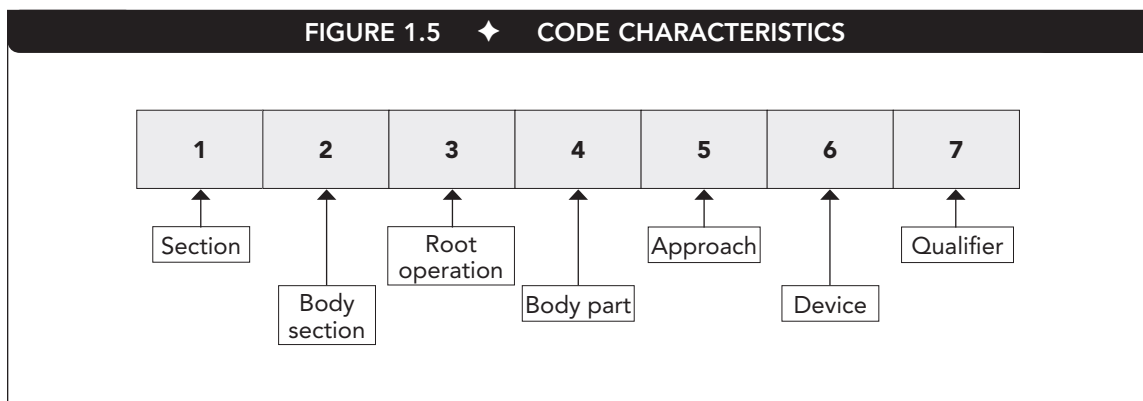 FIGURE 1.5 ✦ CODE CHARACTERISTICS
1 2 3 4 5 6 7
Section
Body
section
Root
operation
Body part
Approach
Device
Qualifier